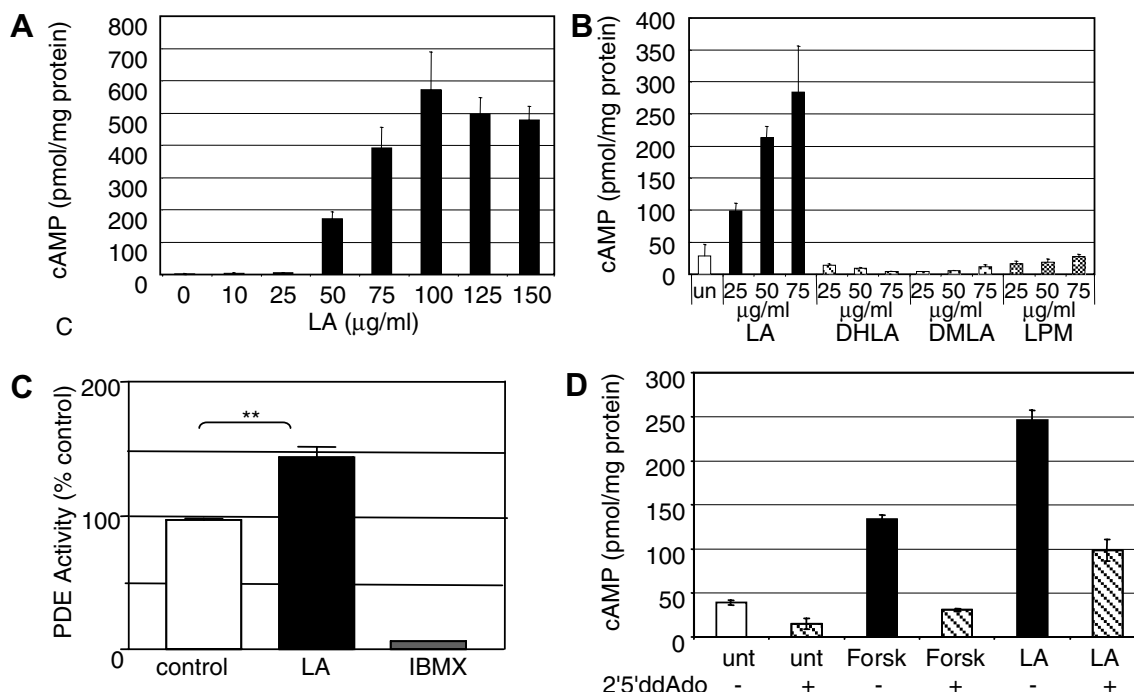 A
cAMP (pmol/mg protein)
800
700
600
500
400
300
200
100
0
0 10 25 50 75 100 125 150
LA (μg/ml)
B
cAMP (pmol/mg protein)
400
350
300
250
200
150
100
50
0
un 25 50 75 25 50 75 25 50 75 25 50 75
μg/ml μg/ml μg/ml μg/ml
LA DHLA DMLA LPM
C
C
PDE Activity (% control)
200
100
0
**
control LA IBMX
D
cAMP (pmol/mg protein)
300
250
200
150
100
50
0
unt unt Forsk Forsk LA LA
2'5'ddAdo - + - + - +